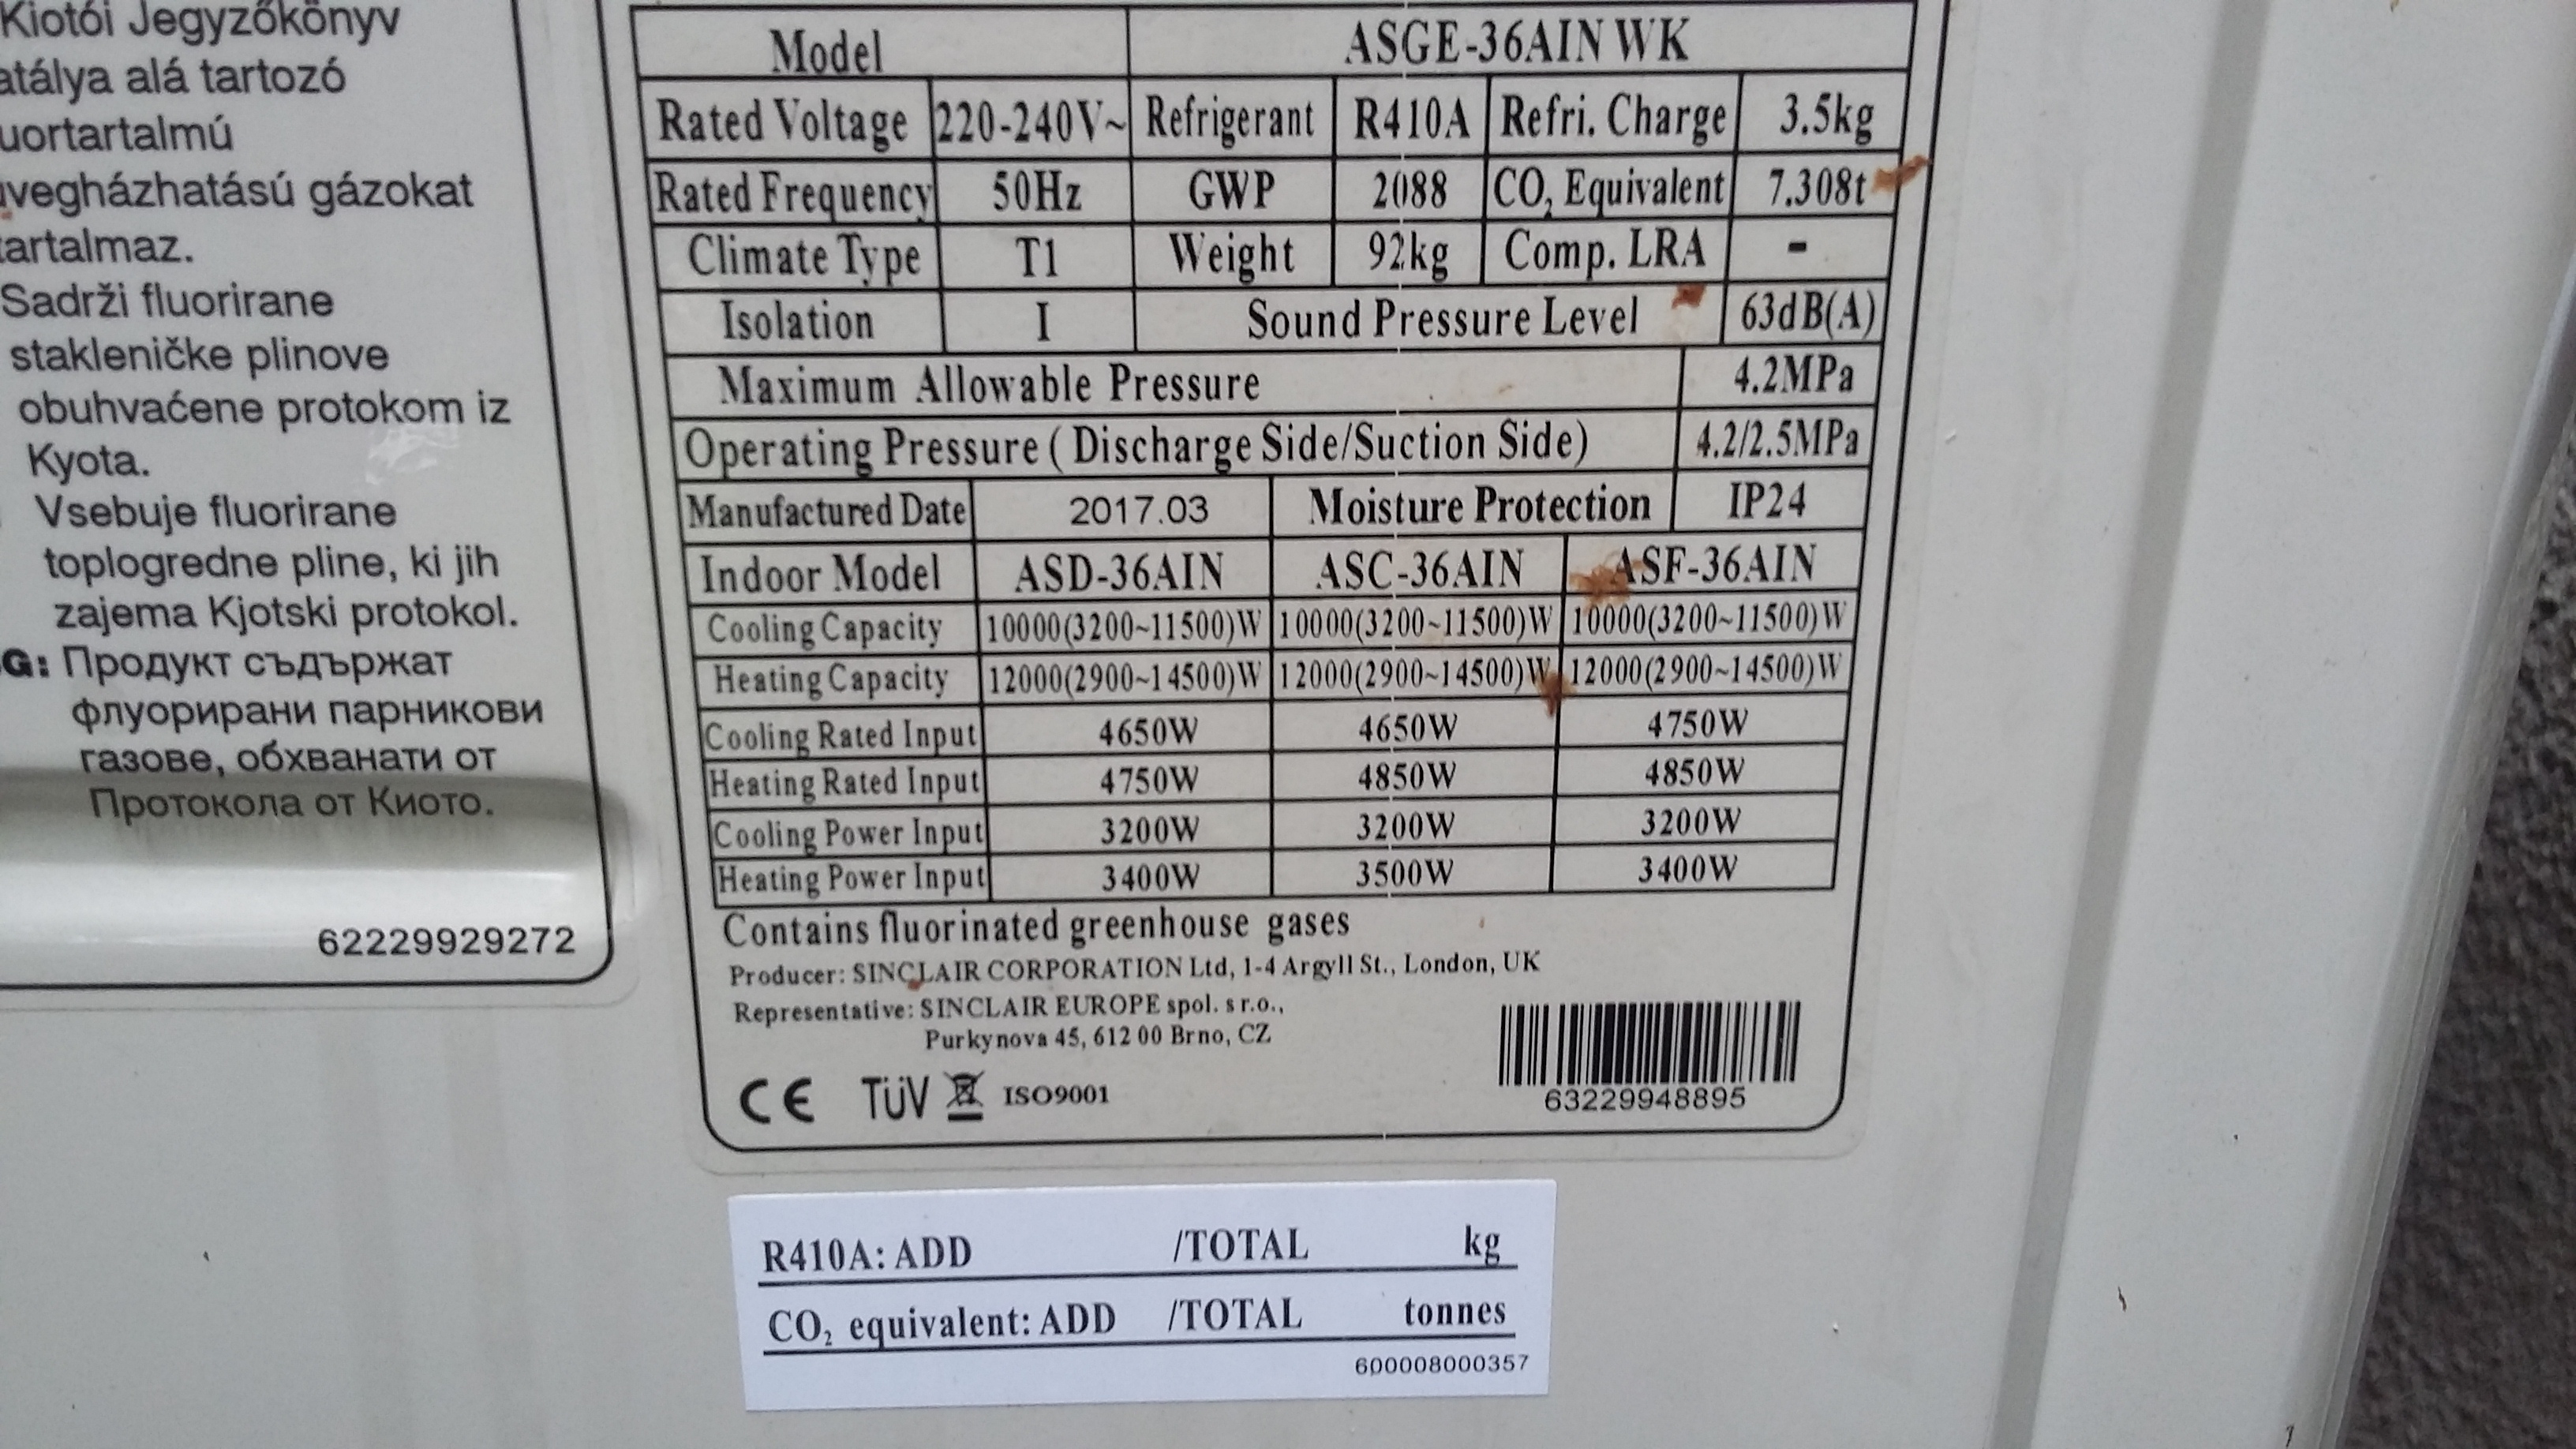 Kiotói Jegyzőkönyv
alá tartozó
gázokat
Sadrži fluorirane
stakleničke plinove
obuhvaćene protokom iz
Kyota.
Vsebuje fluorirane
toplogredne pline, ki jih
zajema Kjotski protokol.
Продукт съдържат
флуорирани парникови
газове, обхванати от
Протокола от Киото.
62229929272
Model ASGE-36AIN WK
Rated Voltage 220-240V~ Refrigerant R410A Refri. Charge 3.5kg
Rated Frequency 50Hz GWP 2088 CO₂ Equivalent 7.308t
Climate Type T1 Weight 92kg Comp. LRA -
Isolation I Sound Pressure Level 63dB(A)
Maximum Allowable Pressure 4.2MPa
Operating Pressure ( Discharge Side/Suction Side) 4.2/2.5MPa
Manufactured Date 2017.03 Moisture Protection IP24
Indoor Model ASD-36AIN ASC-36AIN ASF-36AIN
Cooling Capacity 10000(3200~11500)W 10000(3200~11500)W 10000(3200~11500)W
Heating Capacity 12000(2900~14500)W 12000(2900~14500)W 12000(2900~14500)W
Cooling Rated Input 4650W 4650W 4750W
Heating Rated Input 4750W 4850W 4850W
Cooling Power Input 3200W 3200W 3200W
Heating Power Input 3400W 3500W 3400W
Contains fluorinated greenhouse gases
Producer: SINCLAIR CORPORATION Ltd, 1-4 Argyll St., London, UK
Representative: SINCLAIR EUROPE spol. s r.o.,
Purkynova 45, 612 00 Brno, CZ
CE TüV ISO9001
63229948895
R410A: ADD /TOTAL kg
CO₂ equivalent: ADD /TOTAL tonnes
600008000357